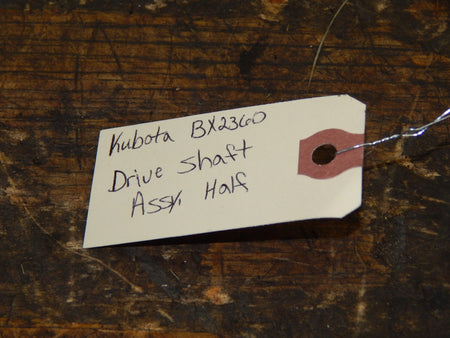 Kubota BX2360
Drive Shaft
Assy. Half